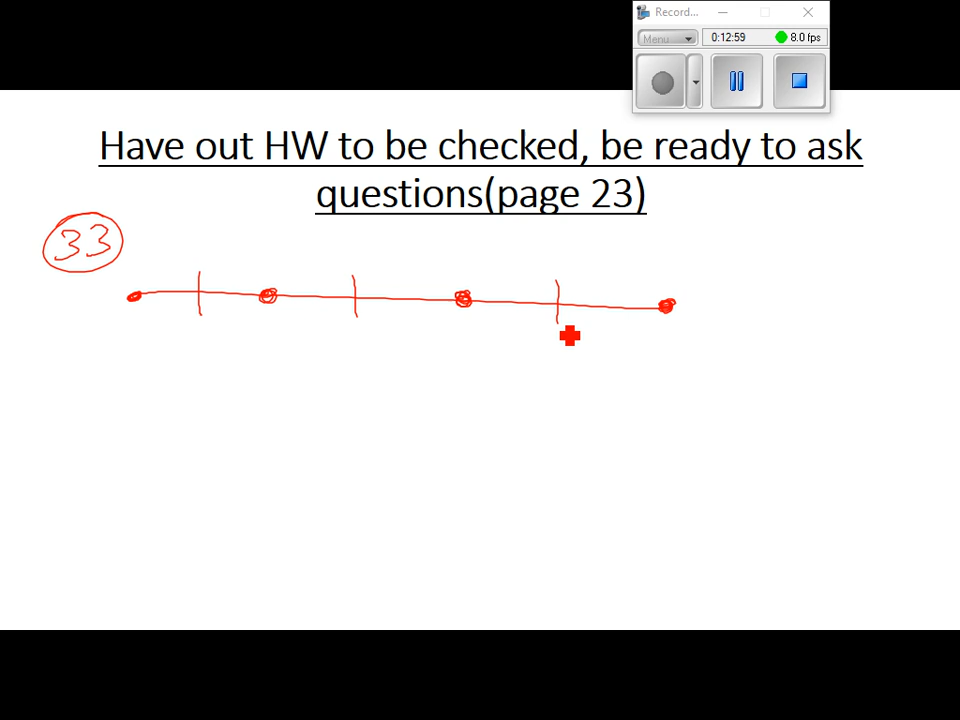 Record...
Menu
0:12:59
8.0 fps
Have out HW to be checked, be ready to ask
questions(page 23)
33